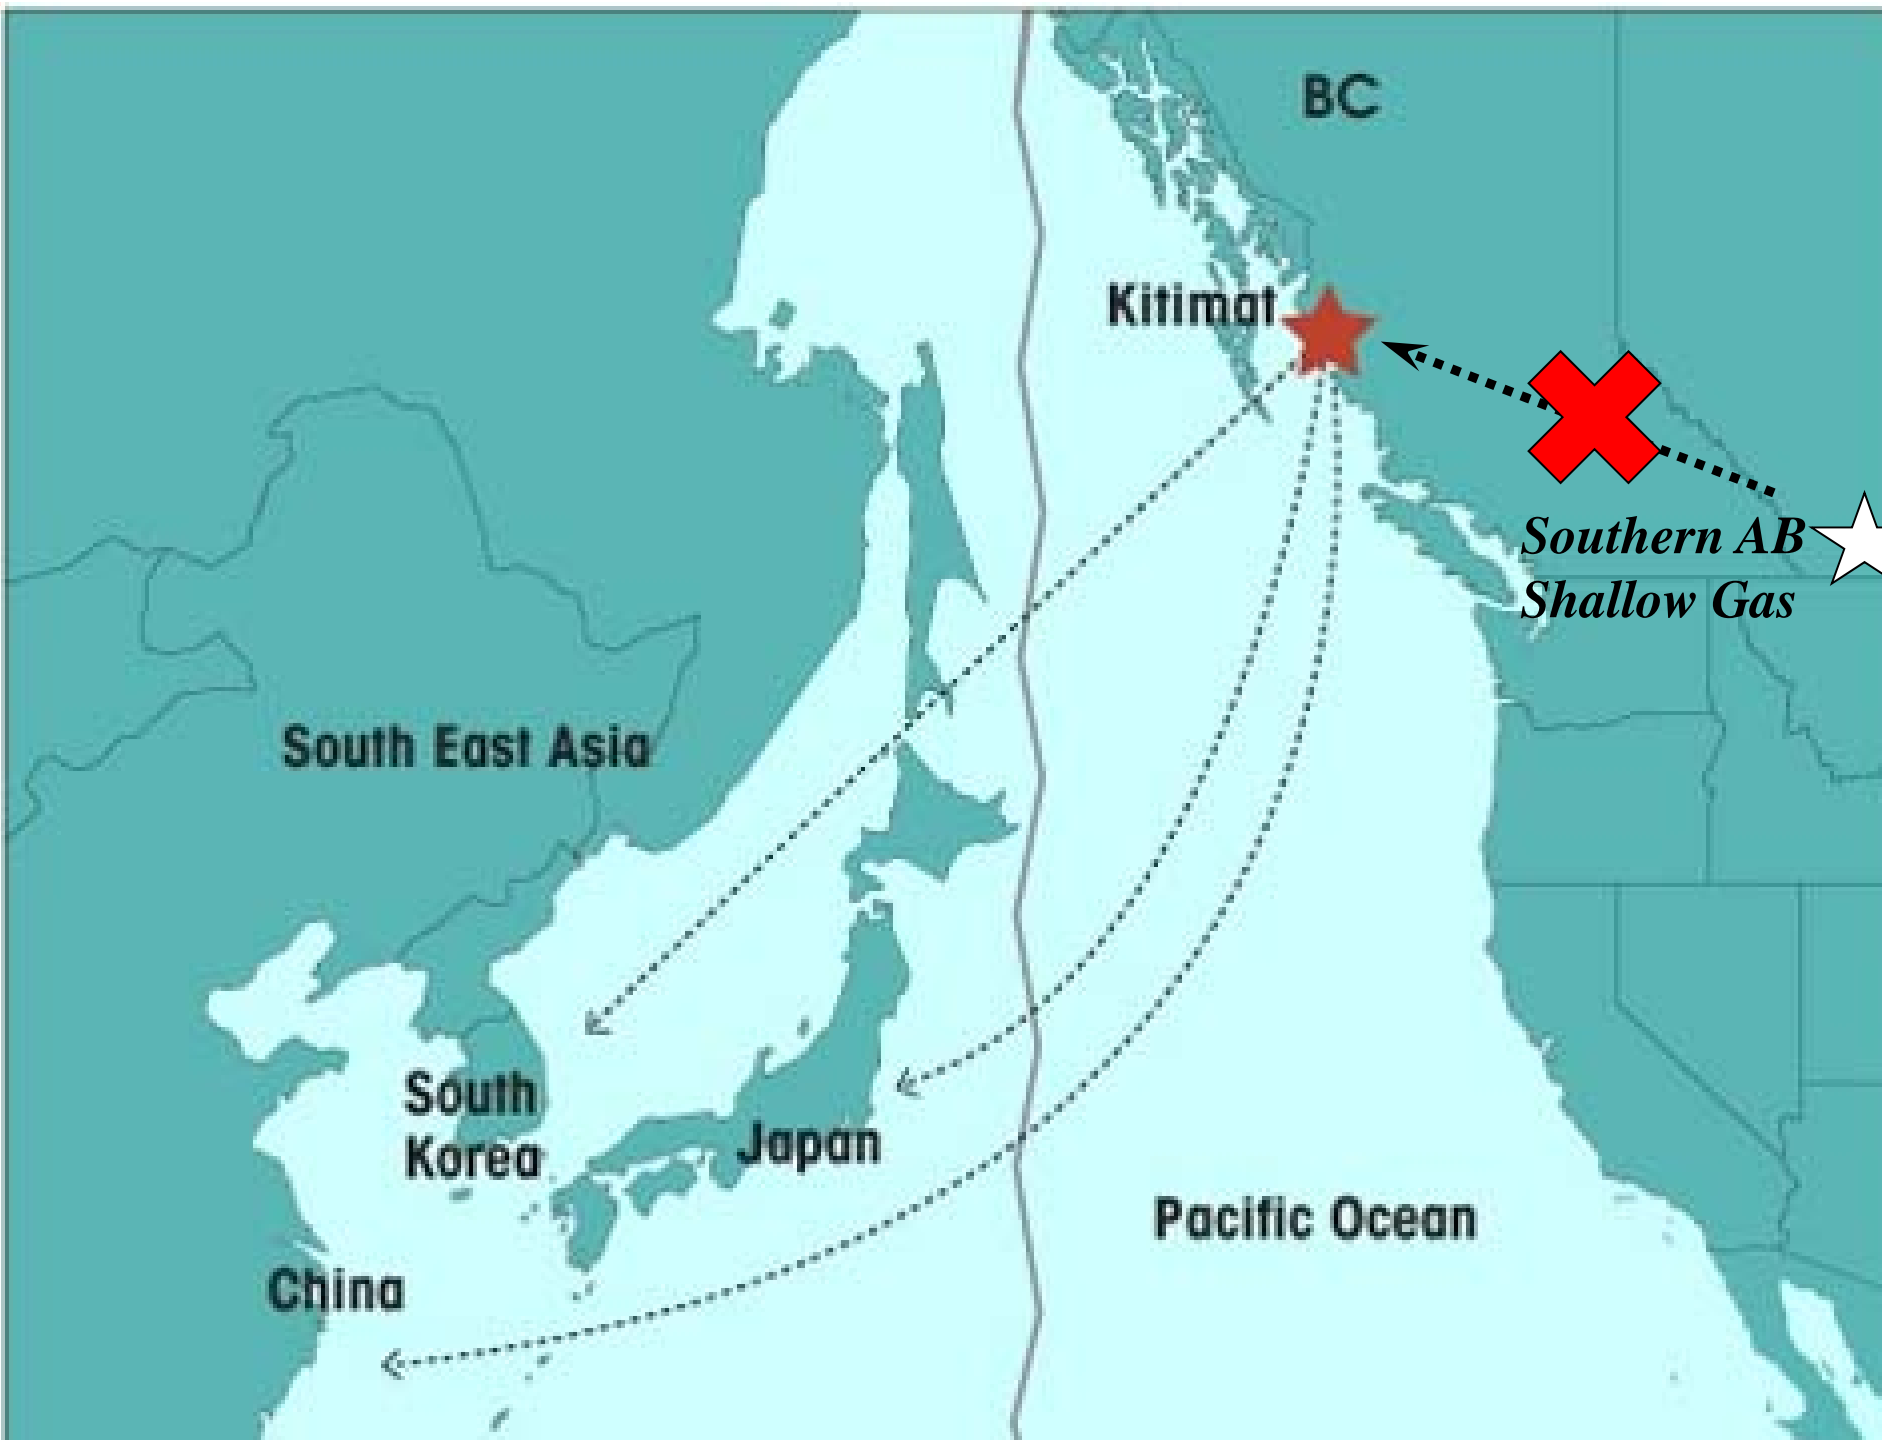 BC
Kitimat
Southern AB
Shallow Gas
South East Asia
South
Korea
Japan
Pacific Ocean
China